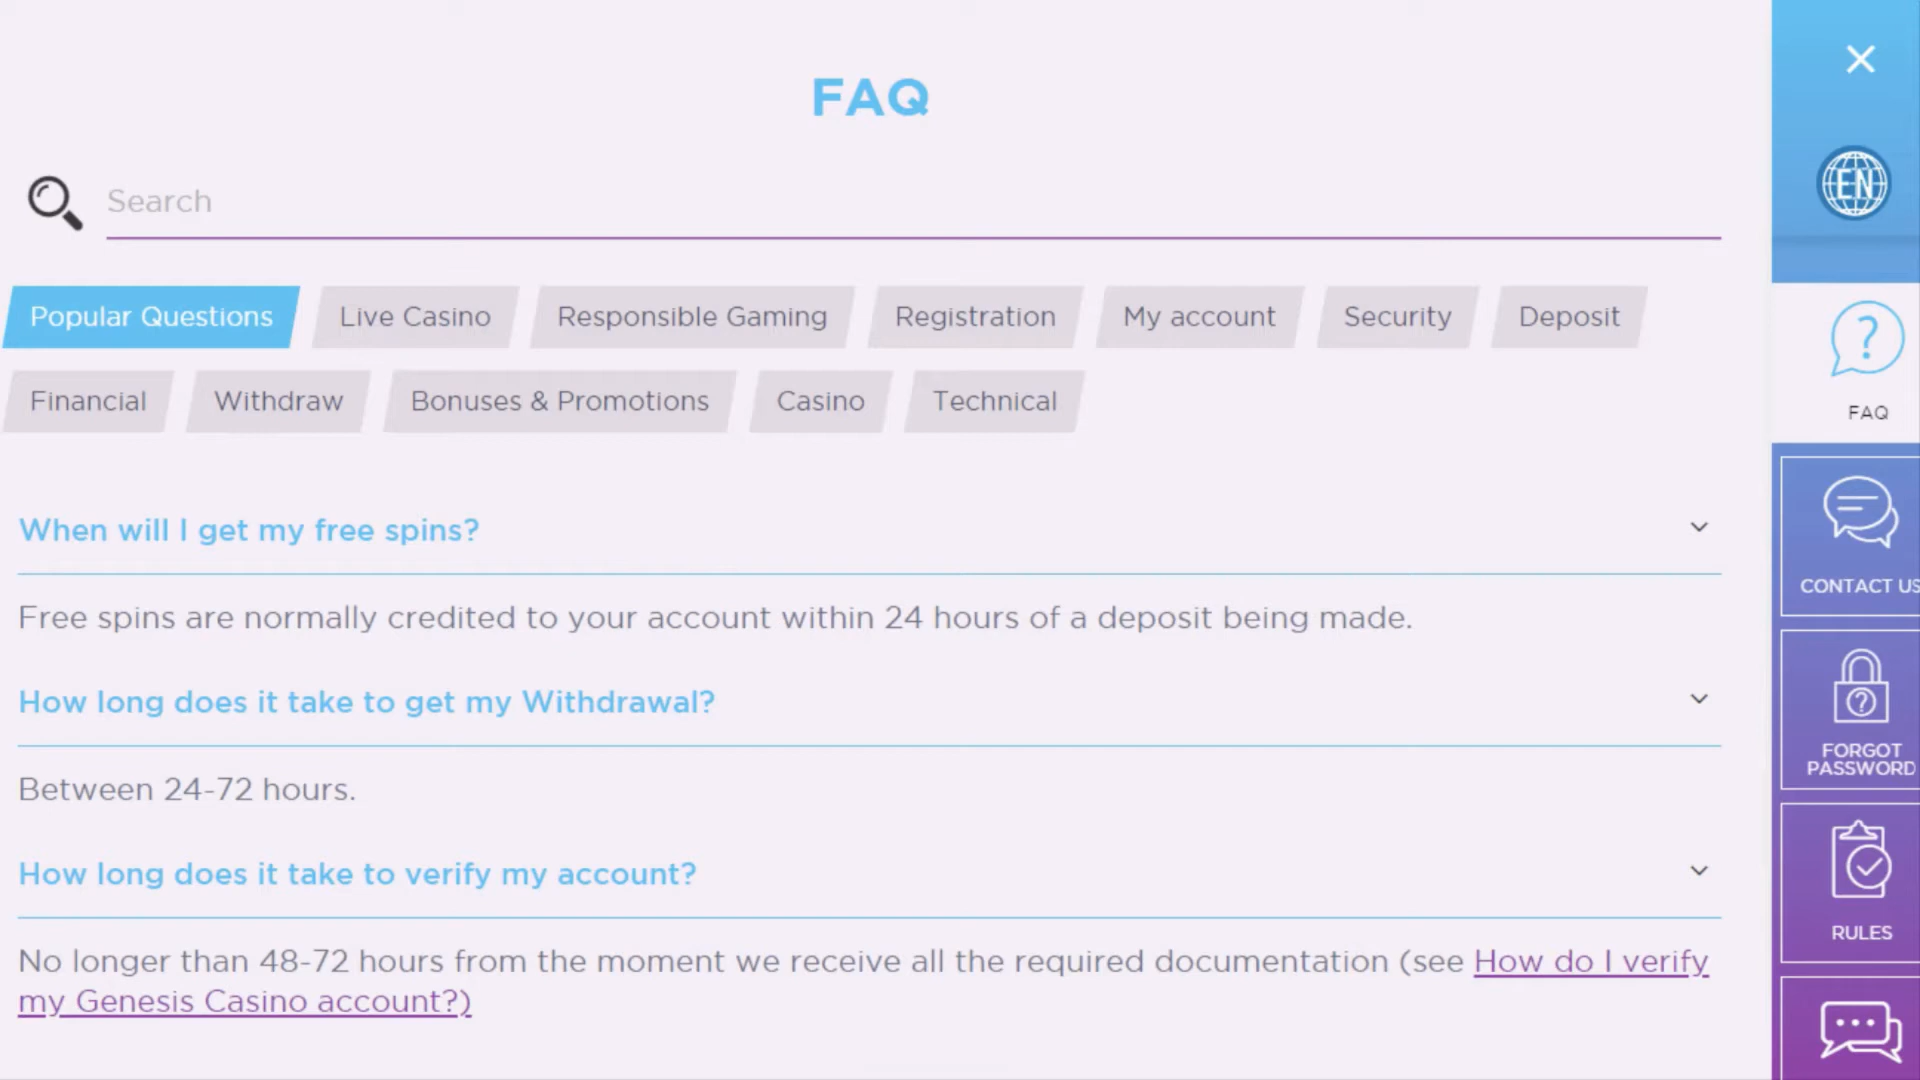 FAQ
Search
EN
Popular Questions
Live Casino
Responsible Gaming
Registration
My account
Security
Deposit
Financial
Withdraw
Bonuses & Promotions
Casino
Technical
When will I get my free spins?
Free spins are normally credited to your account within 24 hours of a deposit being made.
How long does it take to get my Withdrawal?
Between 24-72 hours.
How long does it take to verify my account?
No longer than 48-72 hours from the moment we receive all the required documentation (see How do I verify
my Genesis Casino account?)
FAQ
CONTACT US
FORGOT
PASSWORD
RULES